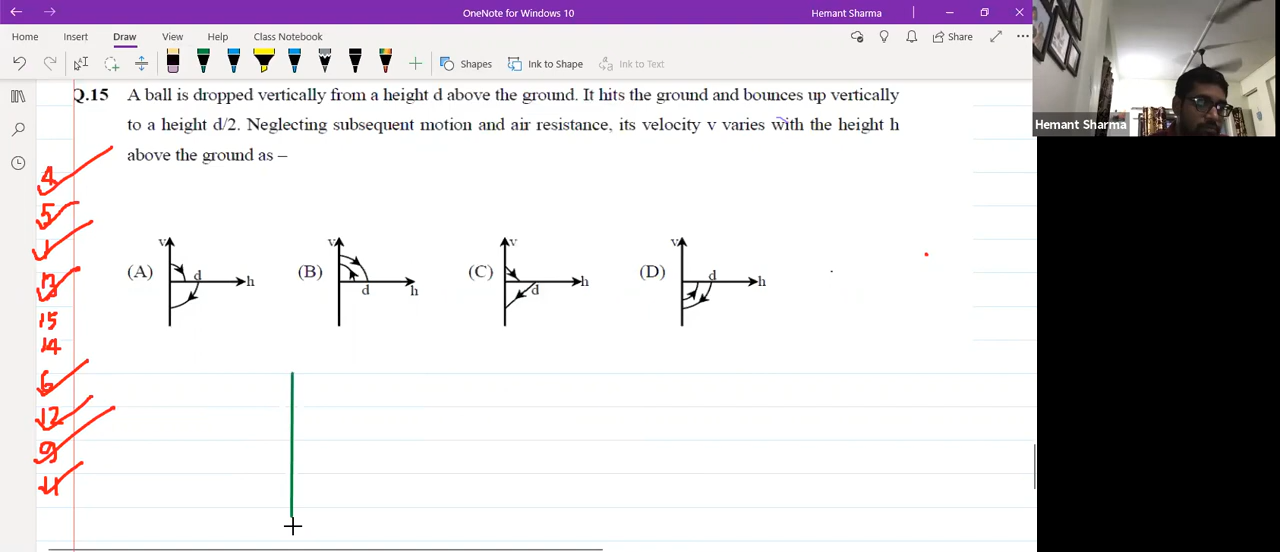 OneNote for Windows 10
Hemant Sharma
Home Insert Draw View Help Class Notebook
Share
Shapes
Ink to Shape
Ink to Text
Q.15 A ball is dropped vertically from a height d above the ground. It hits the ground and bounces up vertically
to a height d/2. Neglecting subsequent motion and air resistance, its velocity v varies with the height h
above the ground as –
(A) v d h
(B) v d h
(C) v d h
(D) v d h
5
1
13
15
14
6
12
9
Hemant Sharma